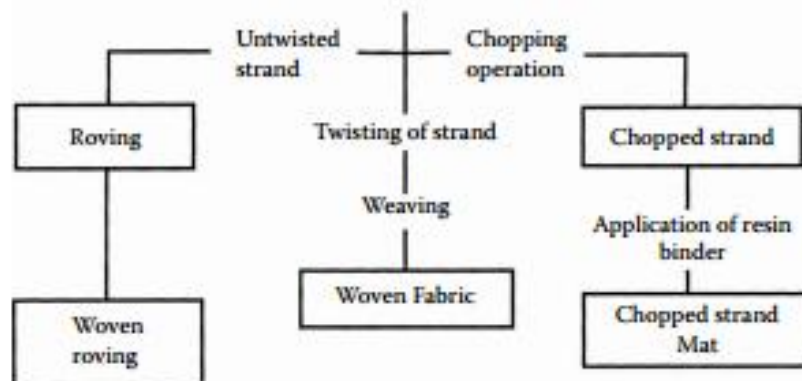 Untwisted
strand
Chopping
operation
Roving
Twisting of strand
Chopped strand
Weaving
Application of resin
binder
Woven Fabric
Woven
roving
Chopped strand
Mat